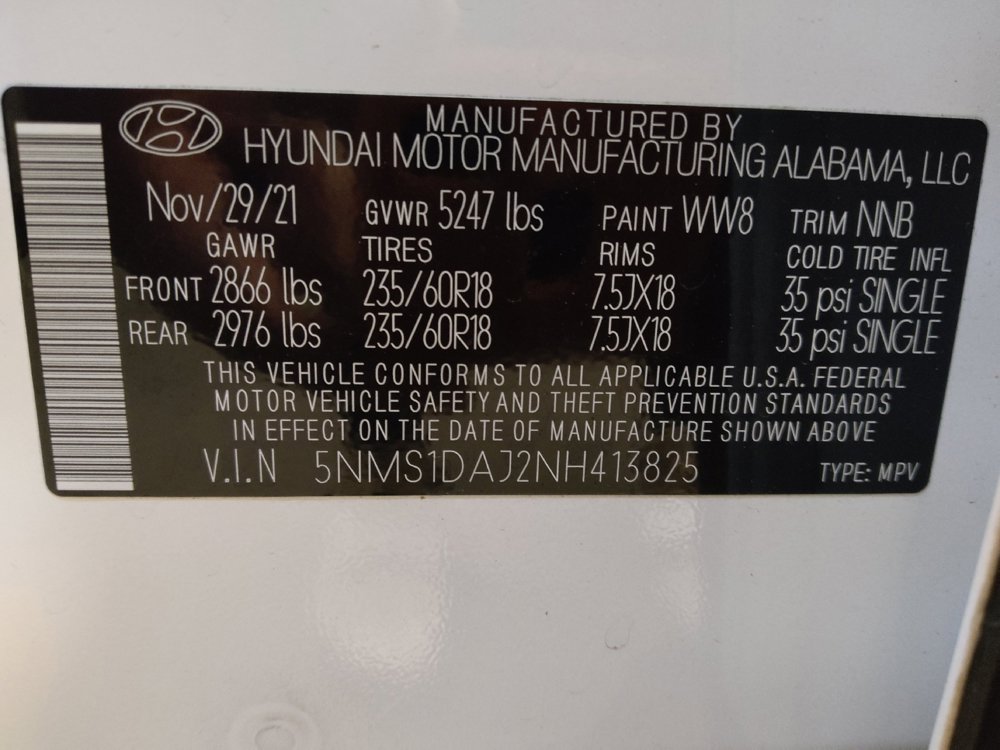 MANUFACTURED BY
HYUNDAI MOTOR MANUFACTURING ALABAMA, LLC
Nov/29/21 GVWR 5247 lbs PAINT WW8 TRIM NNB
GAWR TIRES RIMS COLD TIRE INFL
FRONT 2866 lbs 235/60R18 7.5JX18 35 psi SINGLE
REAR 2976 lbs 235/60R18 7.5JX18 35 psi SINGLE
THIS VEHICLE CONFORMS TO ALL APPLICABLE U.S.A. FEDERAL
MOTOR VEHICLE SAFETY AND THEFT PREVENTION STANDARDS
IN EFFECT ON THE DATE OF MANUFACTURE SHOWN ABOVE
V.I.N 5NMS1DAJ2NH413825 TYPE: MPV